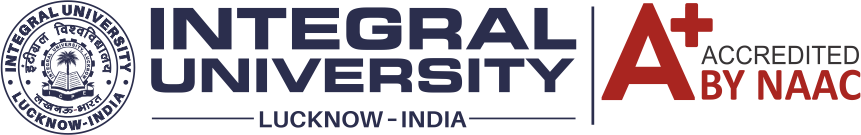 INTEGRAL UNIVERSITY
इंटीग्रल विश्वविद्यालय
लखनऊ-भारत
LUCKNOW-INDIA
INTEGRAL
UNIVERSITY
LUCKNOW-INDIA
A+
ACCREDITED
BY NAAC